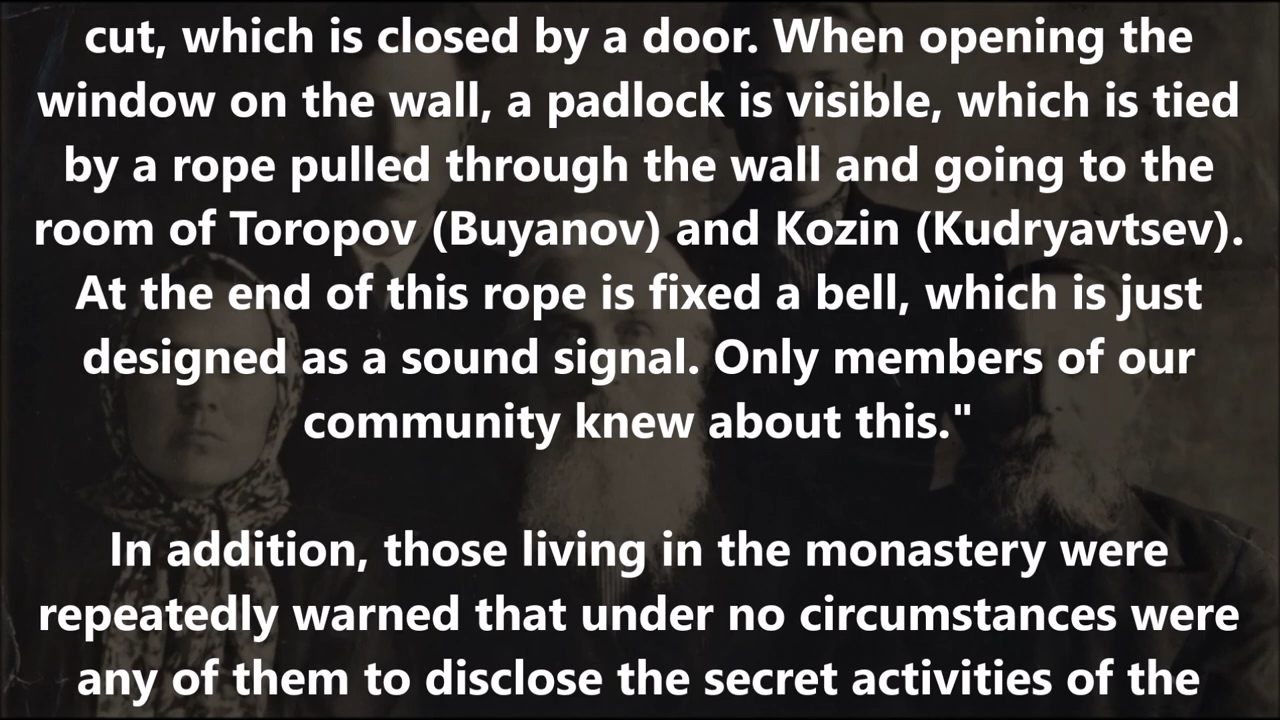 cut, which is closed by a door. When opening the
window on the wall, a padlock is visible, which is tied
by a rope pulled through the wall and going to the
room of Toropov (Buyanov) and Kozin (Kudryavtsev).
At the end of this rope is fixed a bell, which is just
designed as a sound signal. Only members of our
community knew about this."
In addition, those living in the monastery were
repeatedly warned that under no circumstances were
any of them to disclose the secret activities of the